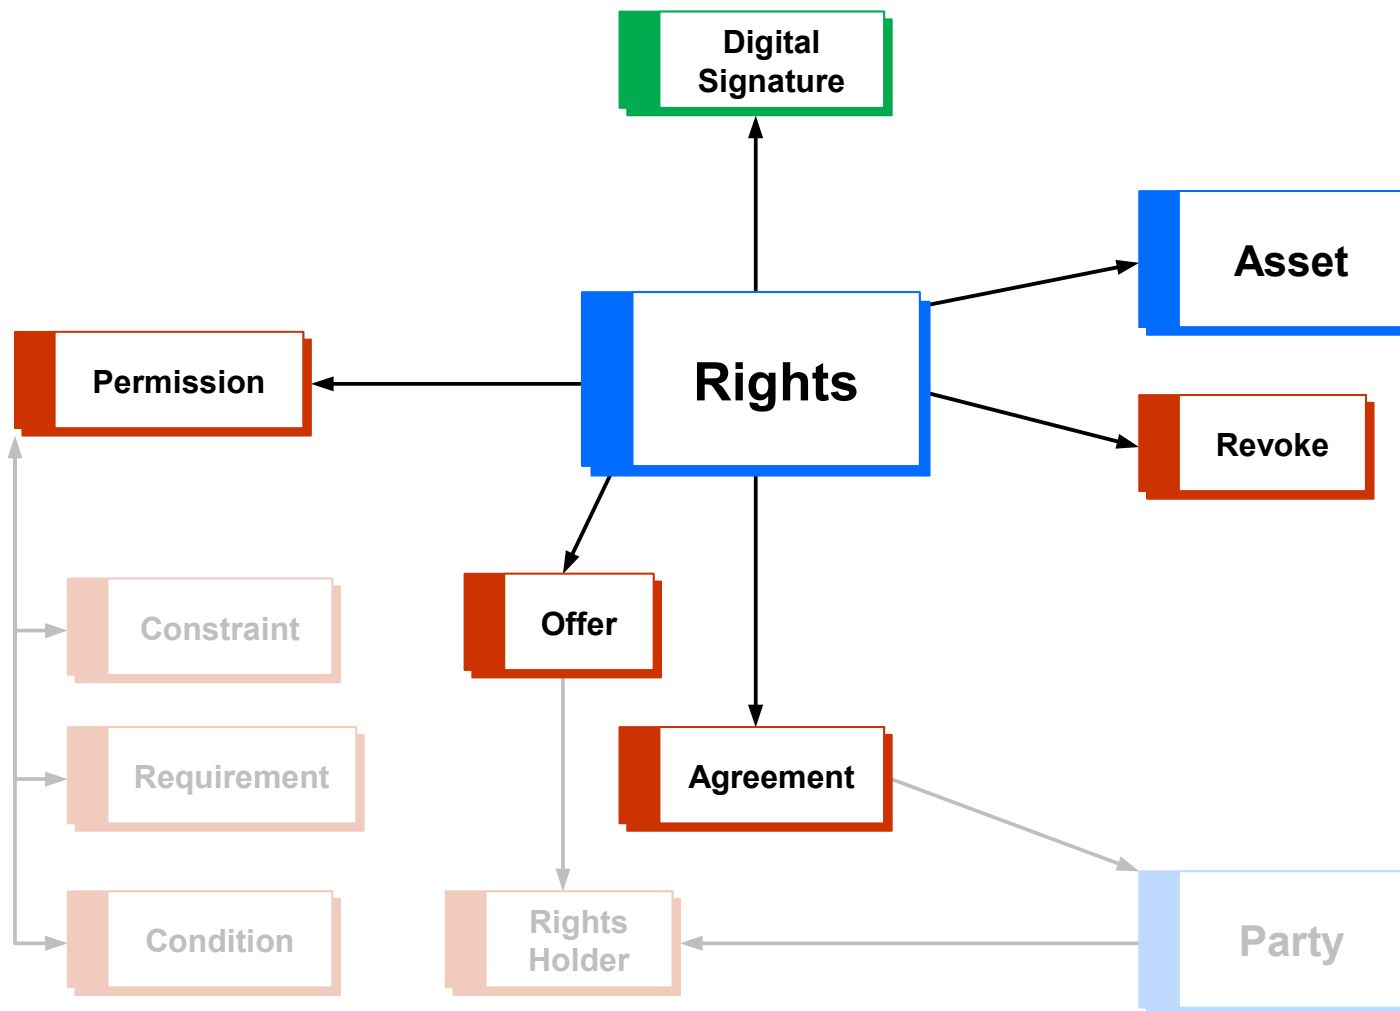 Digital
Signature
Asset
Rights
Permission
Revoke
Offer
Constraint
Agreement
Requirement
Rights
Holder
Condition
Party